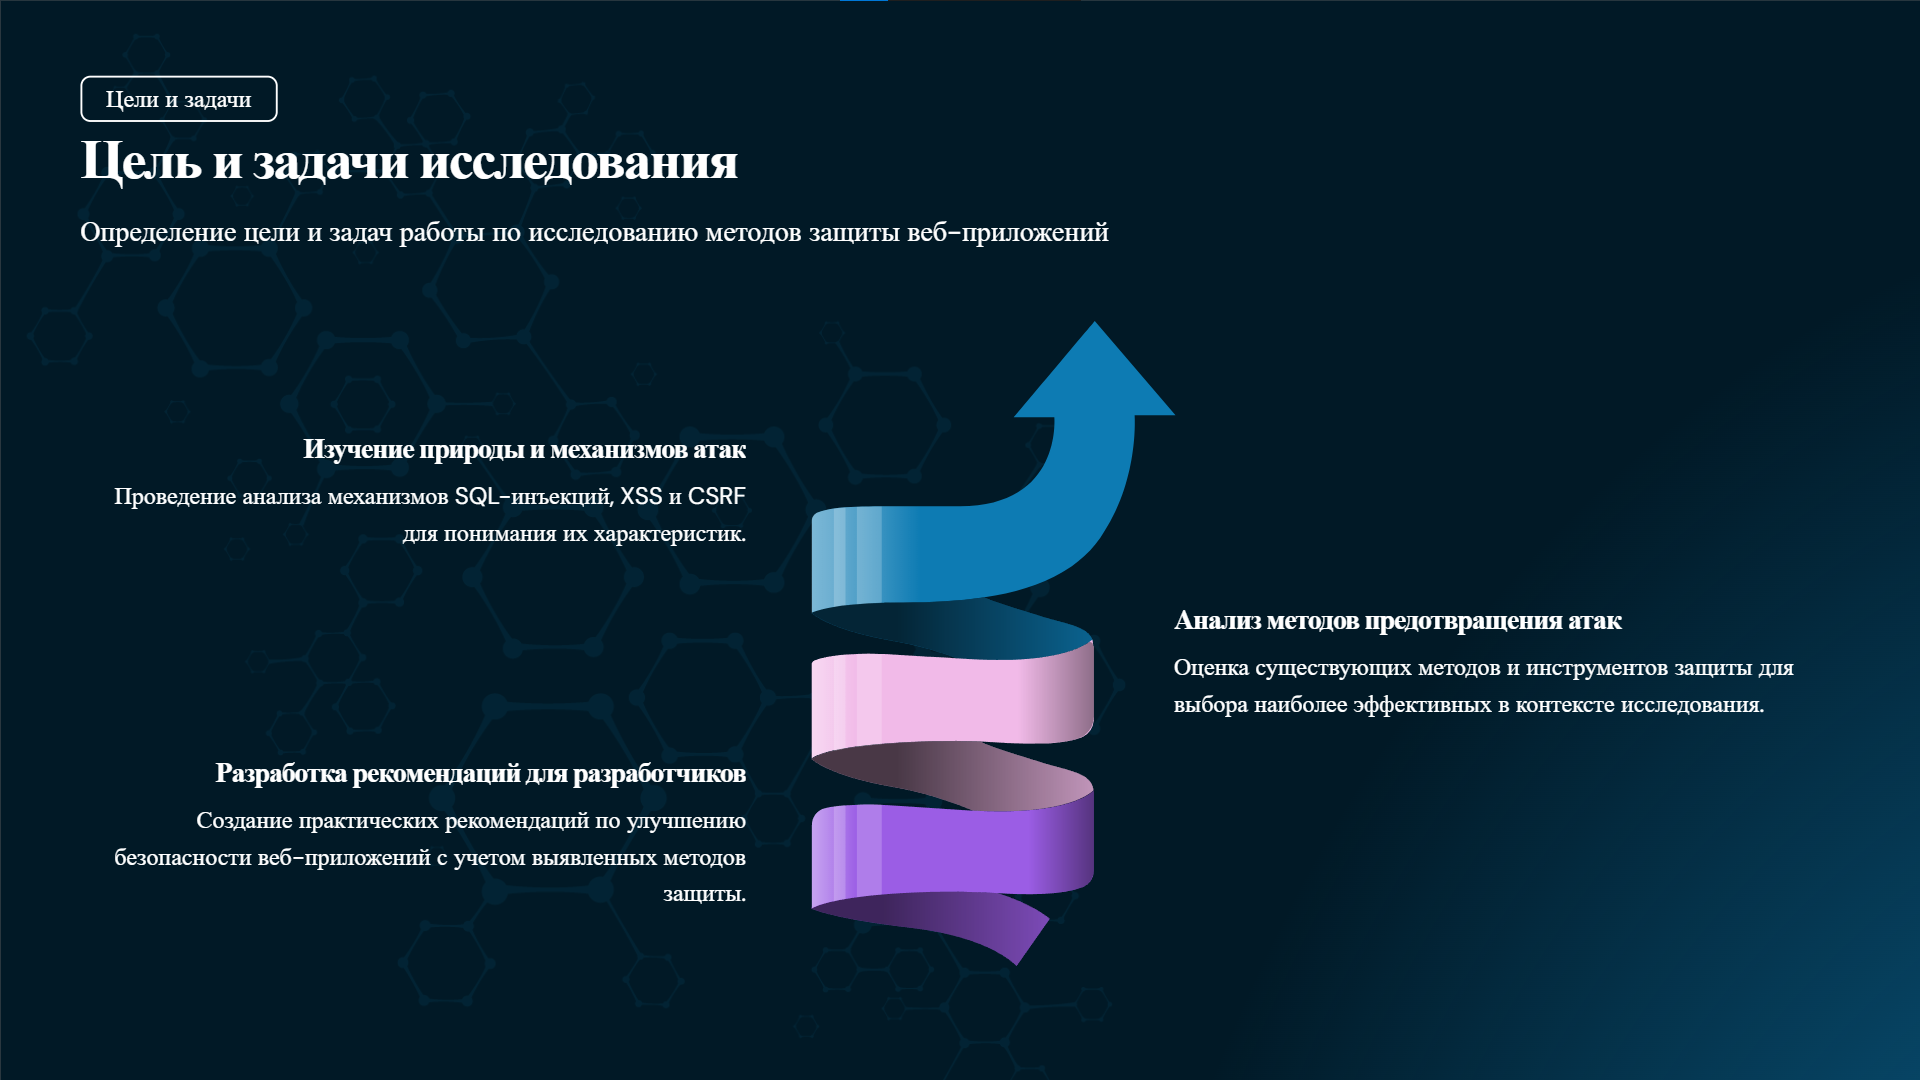 Цели и задачи
Цель и задачи исследования
Определение цели и задач работы по исследованию методов защиты веб-приложений
Изучение природы и механизмов атак
Проведение анализа механизмов SQL-инъекций, XSS и CSRF
для понимания их характеристик.
Анализ методов предотвращения атак
Оценка существующих методов и инструментов защиты для
выбора наиболее эффективных в контексте исследования.
Разработка рекомендаций для разработчиков
Создание практических рекомендаций по улучшению
безопасности веб-приложений с учетом выявленных методов
защиты.